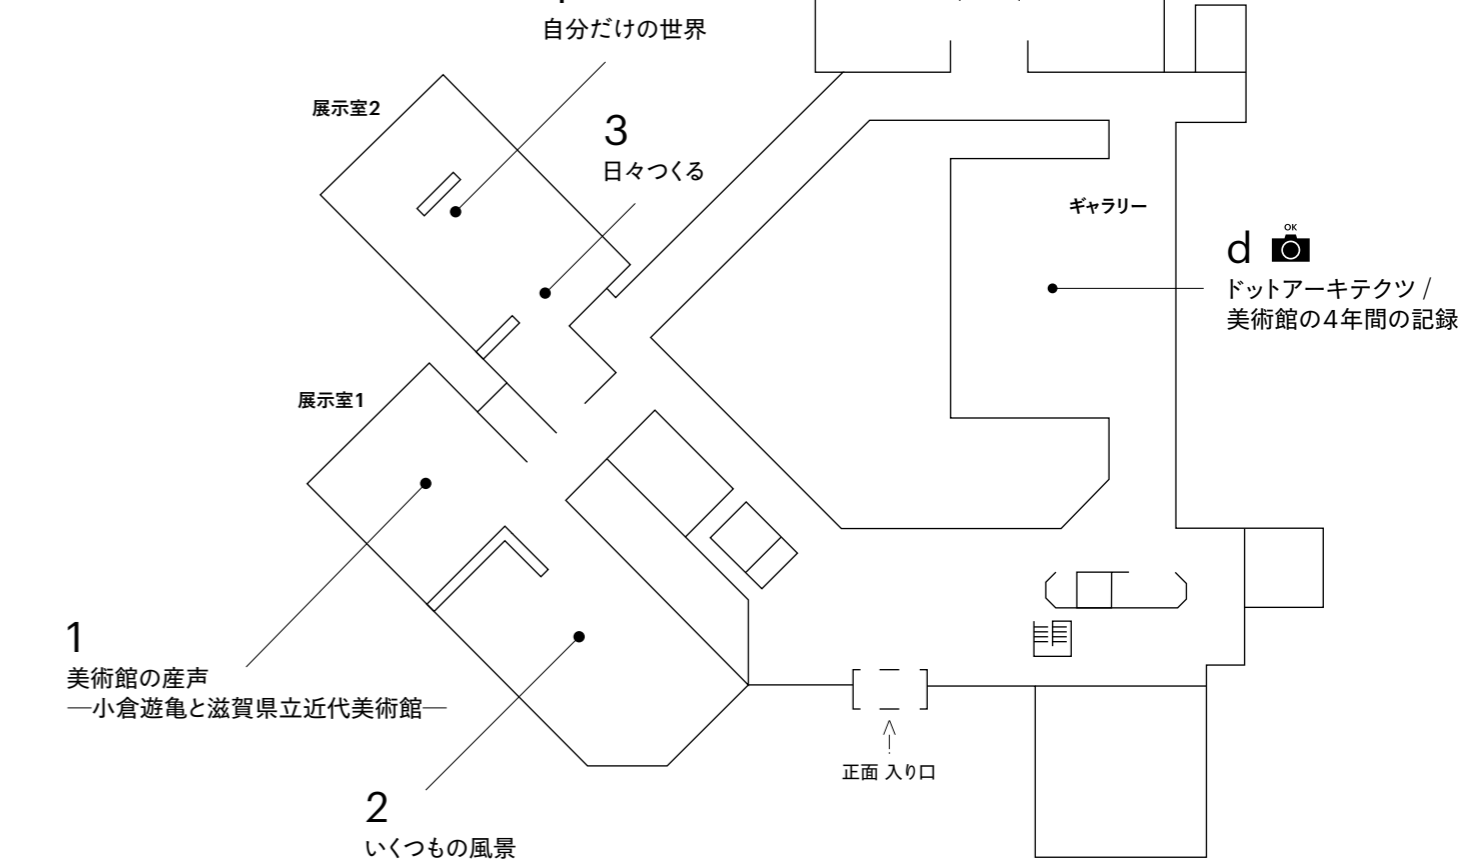 自分だけの世界
展示室2
3
日々つくる
ギャラリー
OK
d
ドットアーキテクツ /
美術館の4年間の記録
展示室1
1
美術館の産声
―小倉遊亀と滋賀県立近代美術館―
正面 入り口
2
いくつもの風景